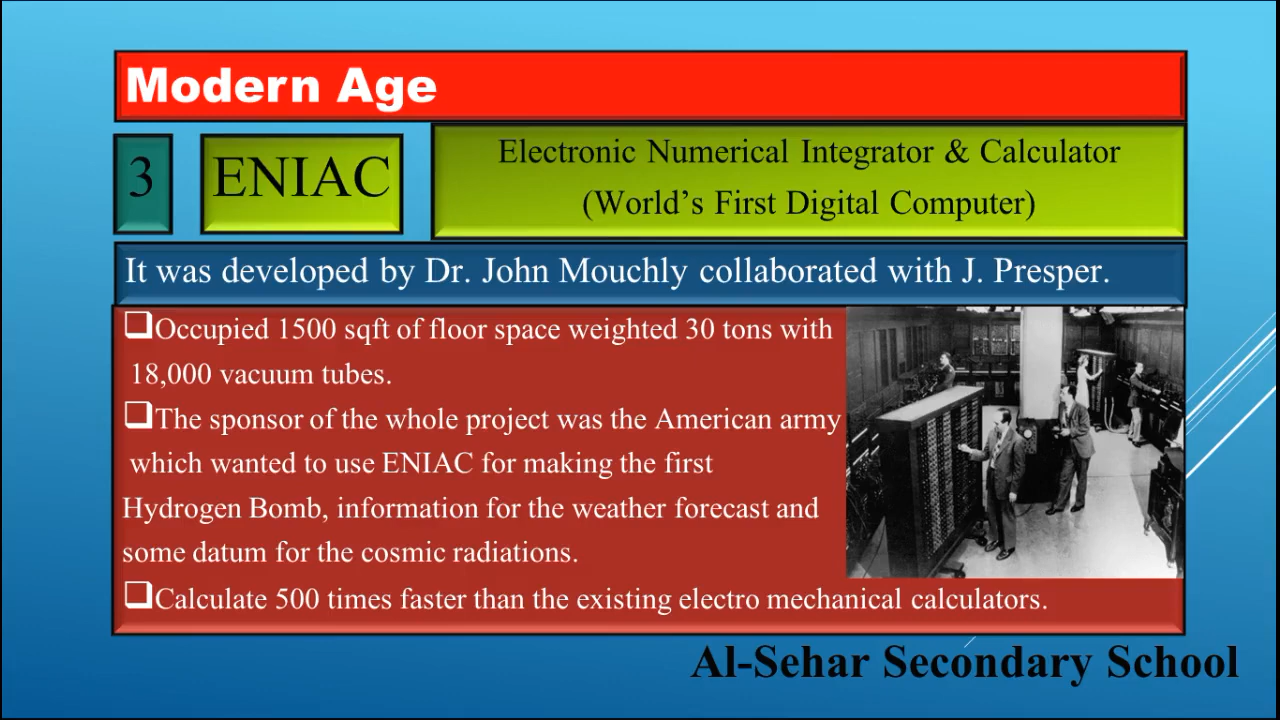 Modern Age
3
ENIAC
Electronic Numerical Integrator & Calculator
(World's First Digital Computer)
It was developed by Dr. John Mouchly collaborated with J. Presper.
❑Occupied 1500 sqft of floor space weighted 30 tons with
18,000 vacuum tubes.
❑The sponsor of the whole project was the American army
which wanted to use ENIAC for making the first
Hydrogen Bomb, information for the weather forecast and
some datum for the cosmic radiations.
❑Calculate 500 times faster than the existing electro mechanical calculators.
Al-Sehar Secondary School